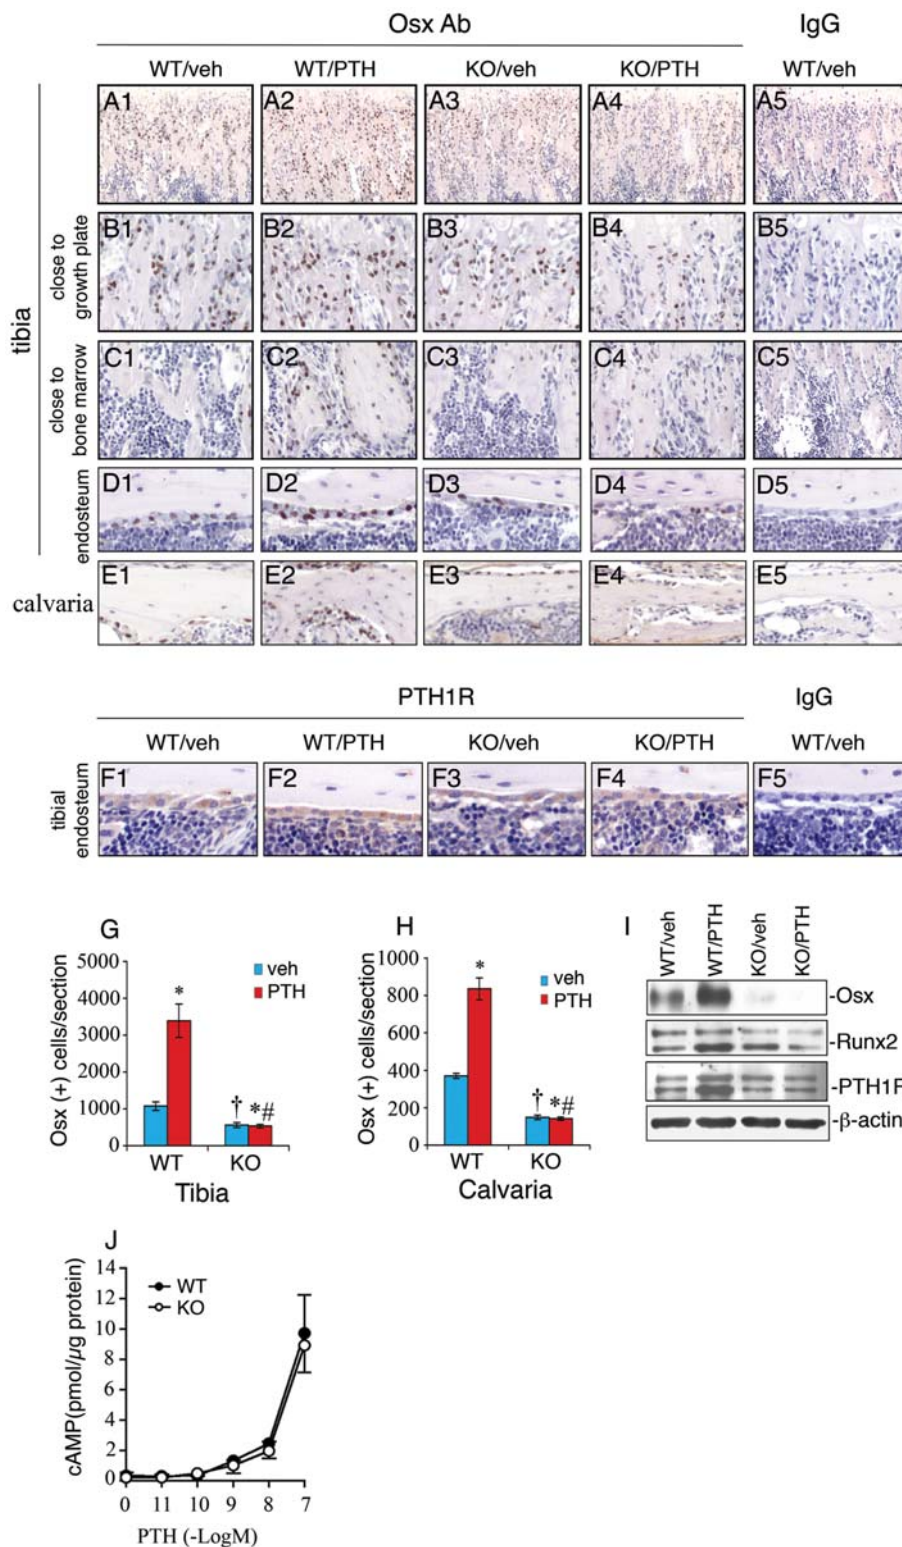 Osx Ab IgG
WT/veh WT/PTH KO/veh KO/PTH WT/veh
A1 A2 A3 A4 A5
tibia
close to
growth plate
B1 B2 B3 B4 B5
close to
bone marrow
C1 C2 C3 C4 C5
endosteum
D1 D2 D3 D4 D5
calvaria
E1 E2 E3 E4 E5
PTH1R IgG
WT/veh WT/PTH KO/veh KO/PTH WT/veh
tibial
endosteum
F1 F2 F3 F4 F5
G
Osx (+) cells/section
5000
4000
3000
2000
1000
0
veh
PTH
*
† *#
WT KO
Tibia
H
Osx (+) cells/section
1000
800
600
400
200
0
veh
PTH
*
† *#
WT KO
Calvaria
I
WT/veh WT/PTH KO/veh KO/PTH
-Osx
-Runx2
-PTH1R
-β-actin
J
cAMP(pmol/µg protein)
14
12
10
8
6
4
2
0
WT
KO
0 11 10 9 8 7
PTH (-LogM)